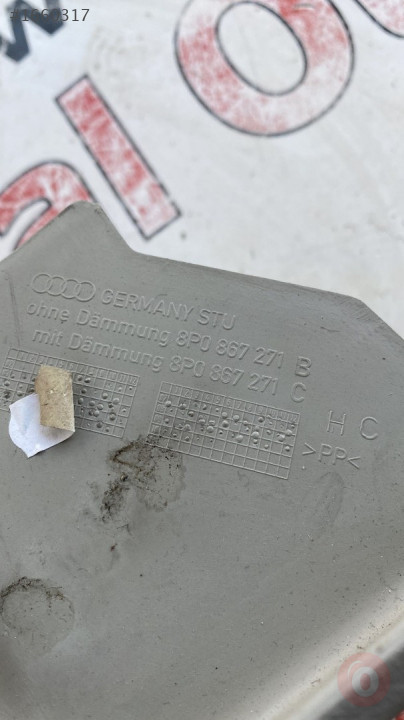 GERMANY STU
ohne Dämmung 8P0 867 271 B
mit Dämmung 8P0 867 271 C
H C
>PP<